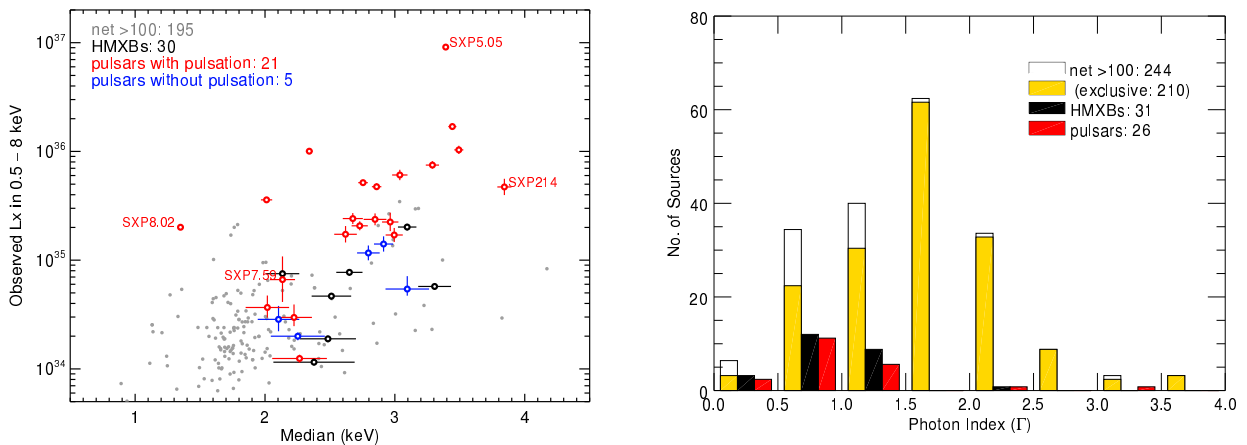 net >100: 195
HMXBs: 30
pulsars with pulsation: 21
pulsars without pulsation: 5
SXP5.05
SXP214
SXP8.02
SXP7.59
10^37
10^36
10^35
10^34
Observed Lx in 0.5 – 8 keV
1 2 3 4
Median (keV)
80
60
40
20
0
No. of Sources
net >100: 244
(exclusive: 210)
HMXBs: 31
pulsars: 26
0.0 0.5 1.0 1.5 2.0 2.5 3.0 3.5 4.0
Photon Index (Γ)